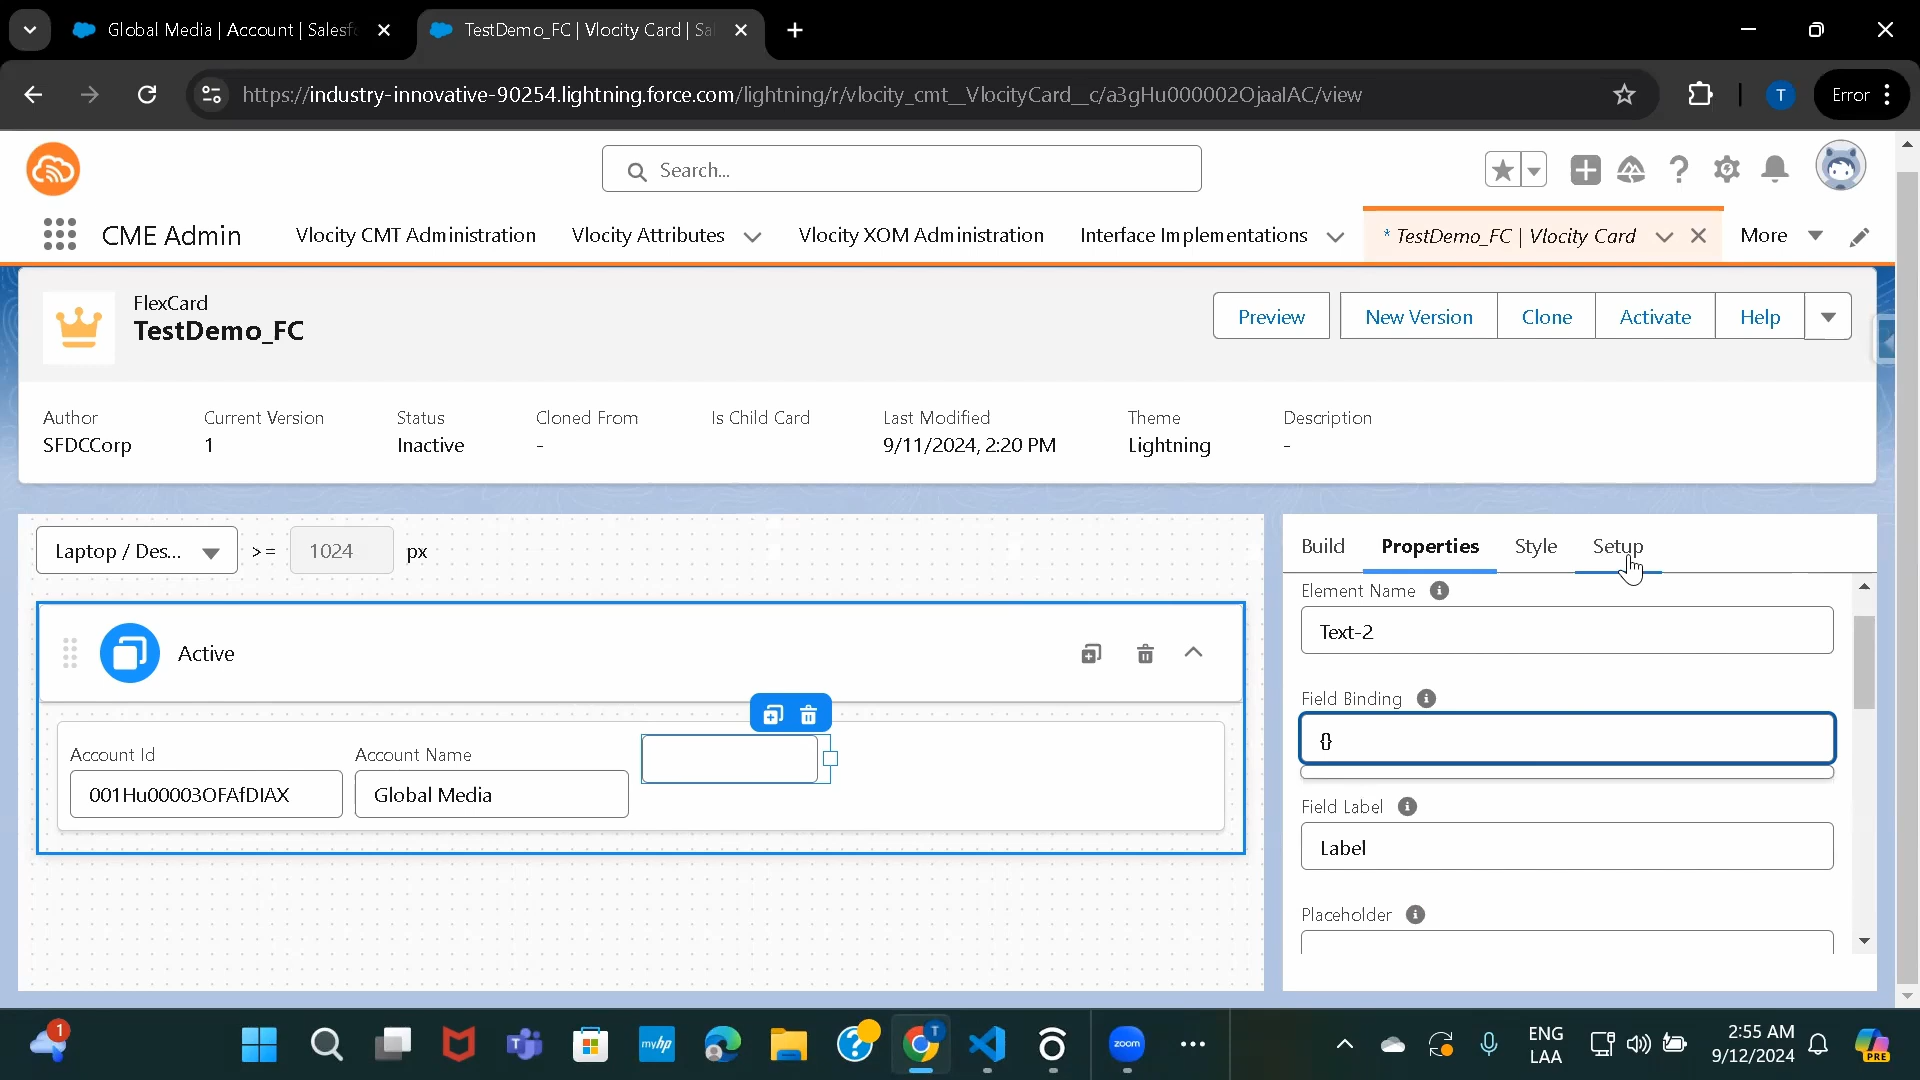 Global Media | Account | Salesf
TestDemo_FC | Vlocity Card | Sa
https://industry-innovative-90254.lightning.force.com/lightning/r/vlocity_cmt__VlocityCard__c/a3gHu000002OjaaIAC/view
T
Error
Search...
CME Admin
Vlocity CMT Administration
Vlocity Attributes
Vlocity XOM Administration
Interface Implementations
* TestDemo_FC | Vlocity Card
More
FlexCard
TestDemo_FC
Preview
New Version
Clone
Activate
Help
Author
Current Version
Status
Cloned From
Is Child Card
Last Modified
Theme
Description
SFDCCorp
1
Inactive
-
9/11/2024, 2:20 PM
Lightning
-
Laptop / Des...
>=
1024
px
Build
Properties
Style
Setup
Element Name
Text-2
Active
Field Binding
{}
Account Id
Account Name
001Hu00003OFAfDIAX
Global Media
Field Label
Label
Placeholder
1
myhp
T
zoom
ENG
LAA
2:55 AM
9/12/2024
PRE